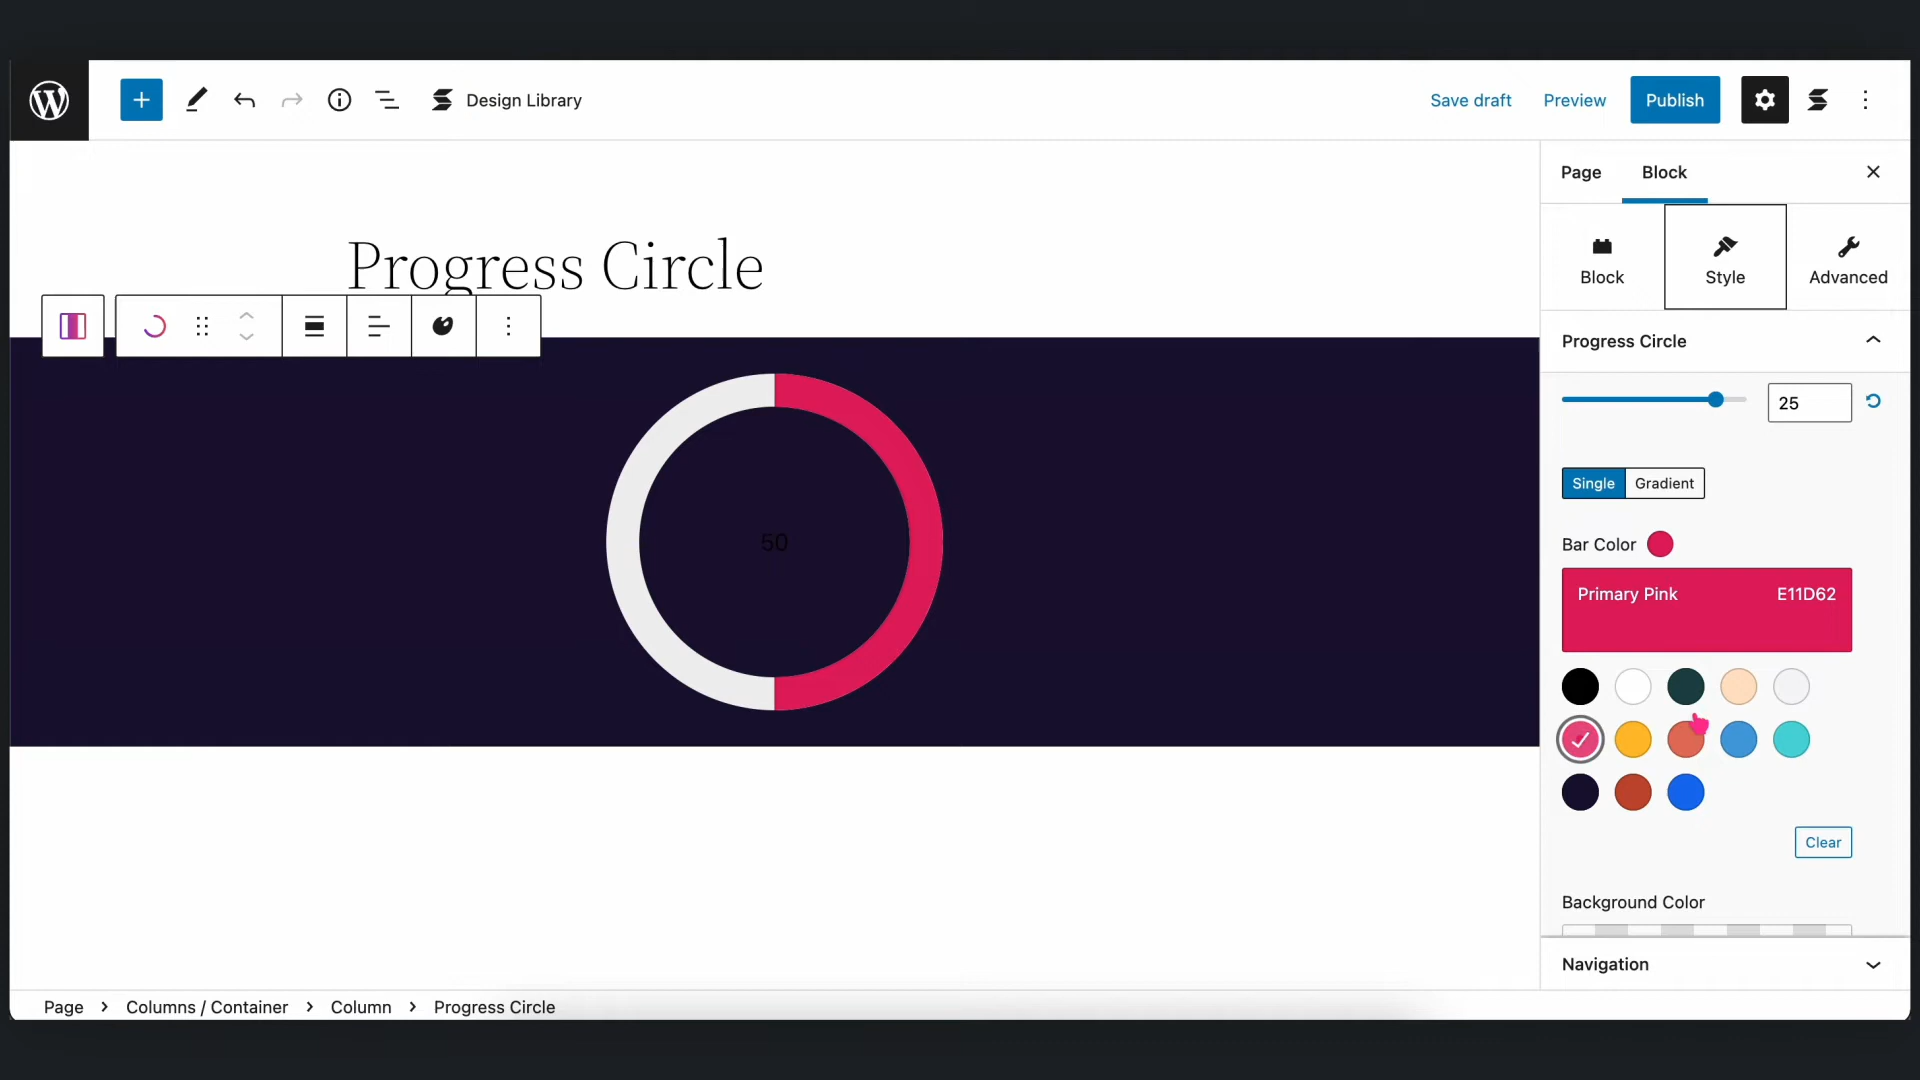 Design Library
Save draft
Preview
Publish
Page
Block
Block
Style
Advanced
Progress Circle
Progress Circle
25
Single
Gradient
50
Bar Color
Primary Pink
E11D62
Clear
Background Color
Navigation
Page > Columns / Container > Column > Progress Circle